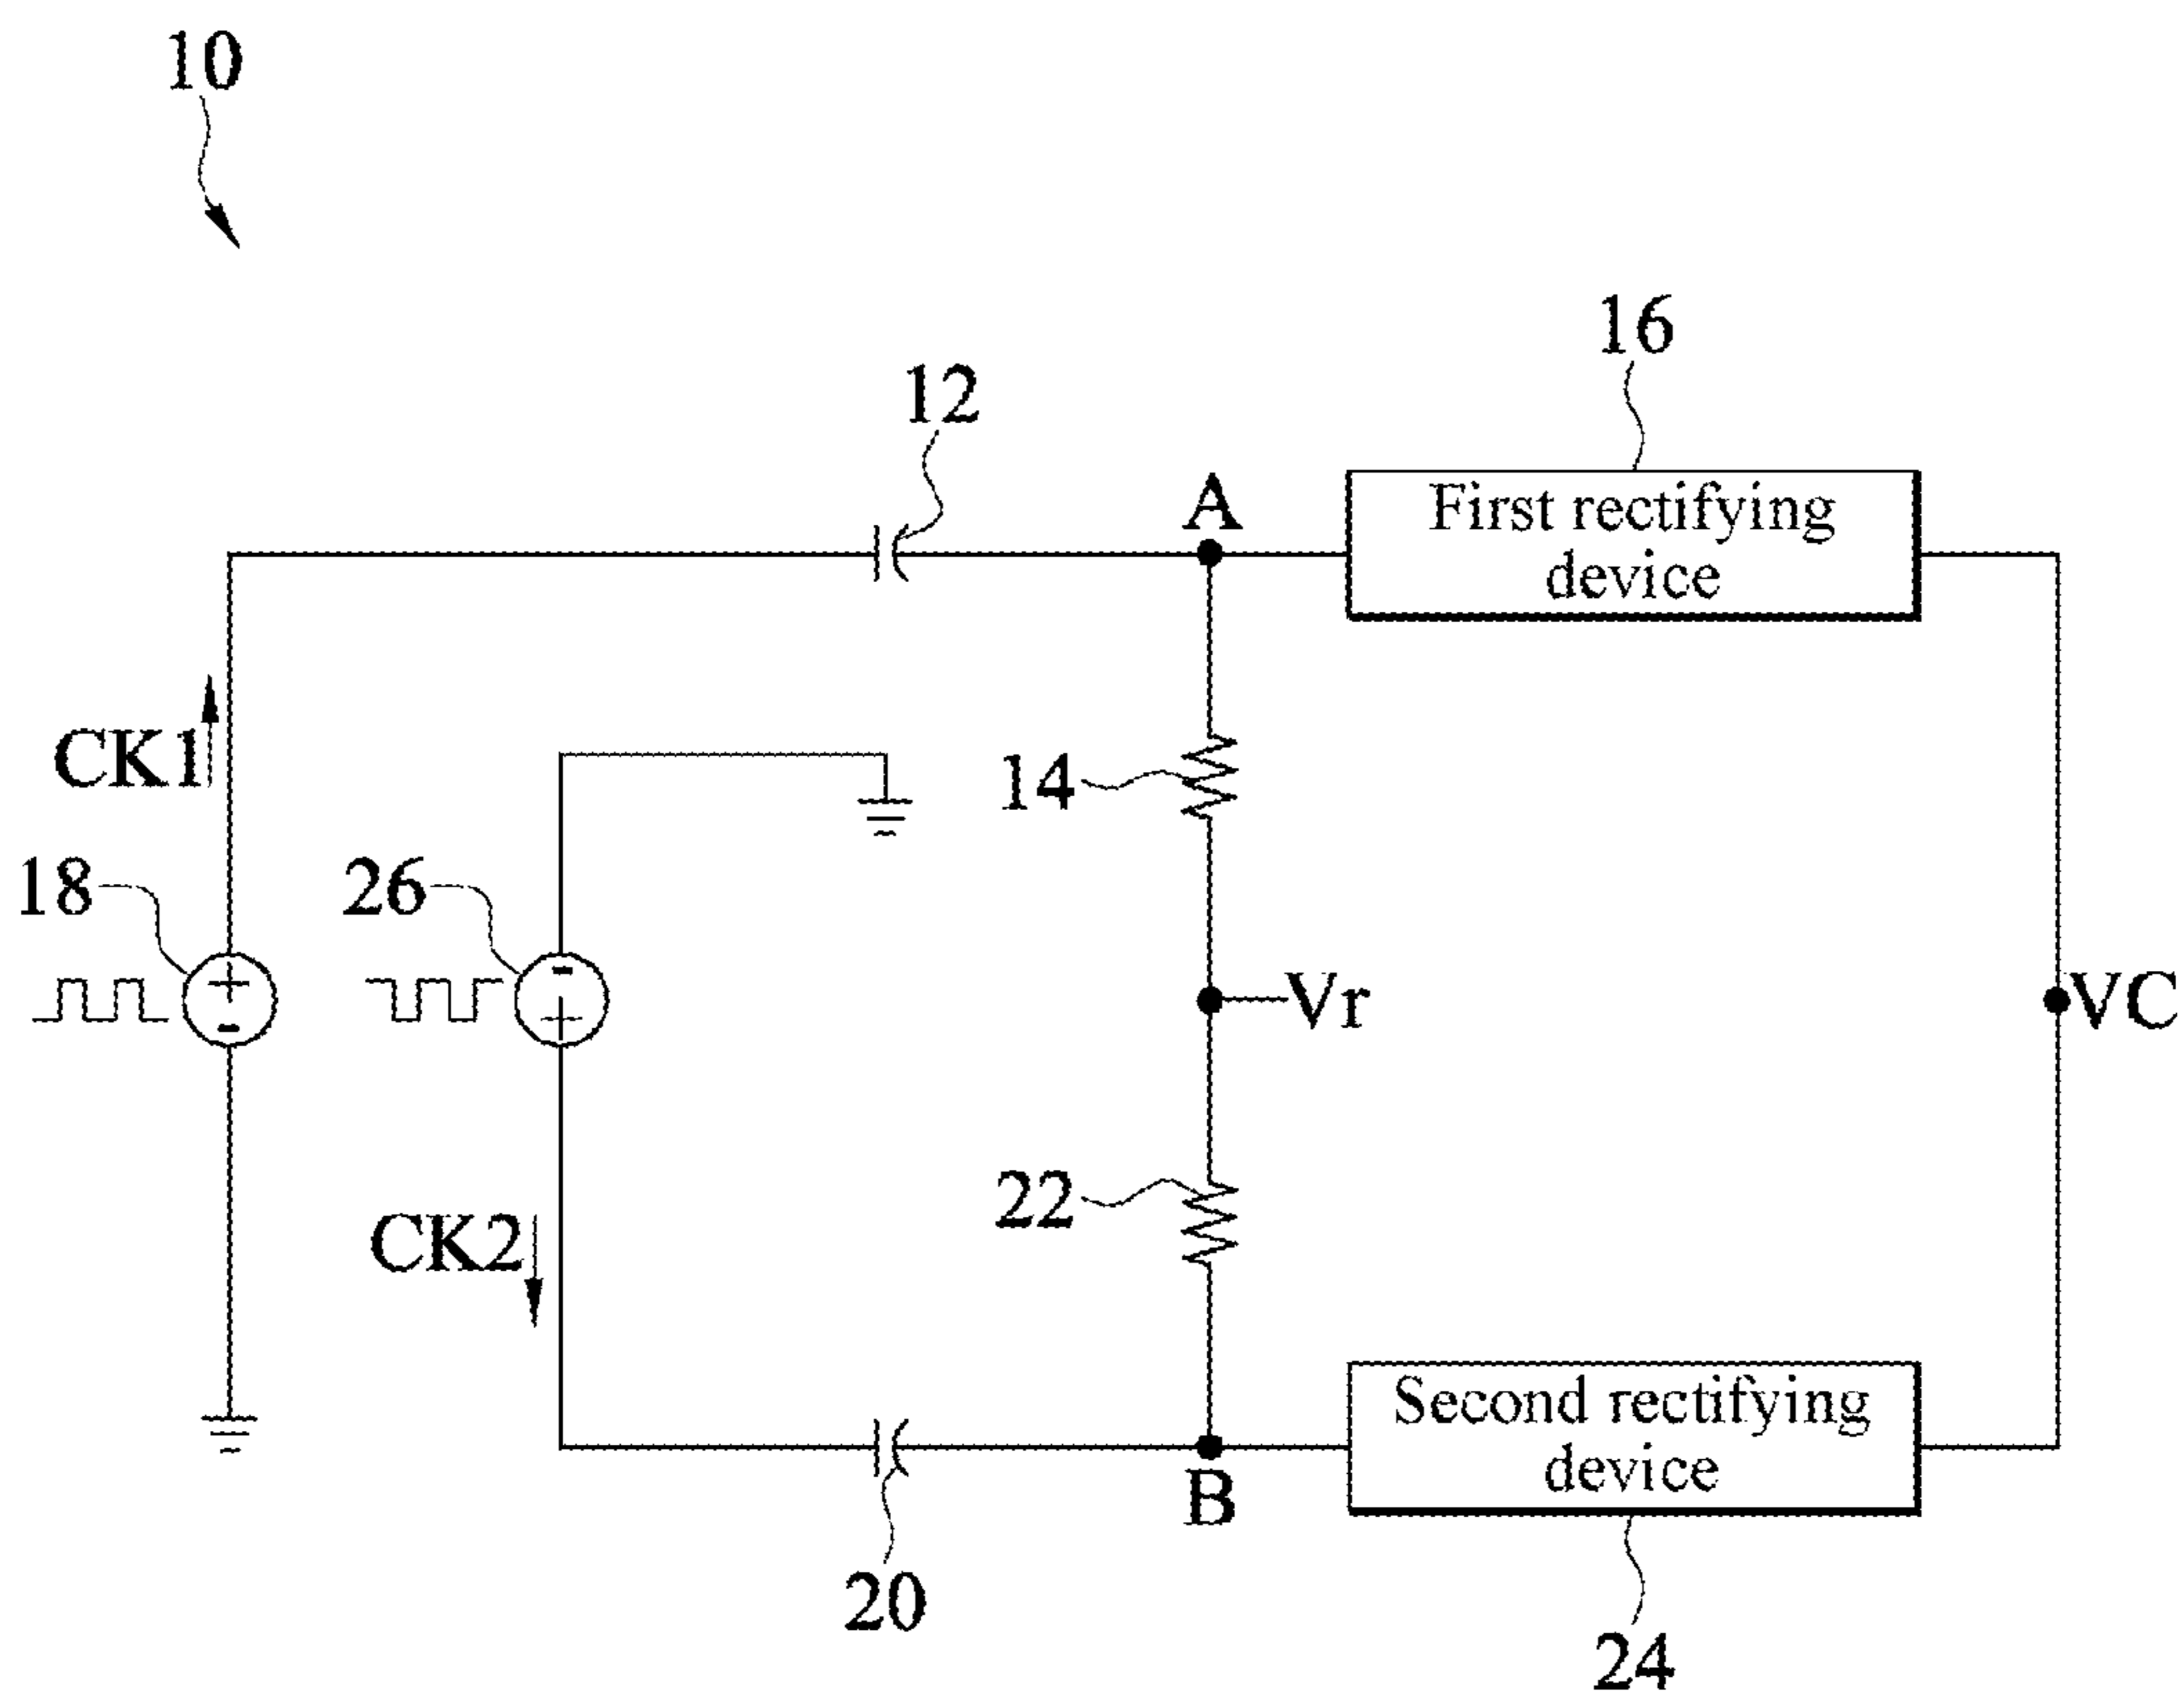 10
16
12
A
First rectifying
device
CK1
14
18
26
+
-
-
+
Vr
VC
22
CK2
Second rectifying
device
B
20
24